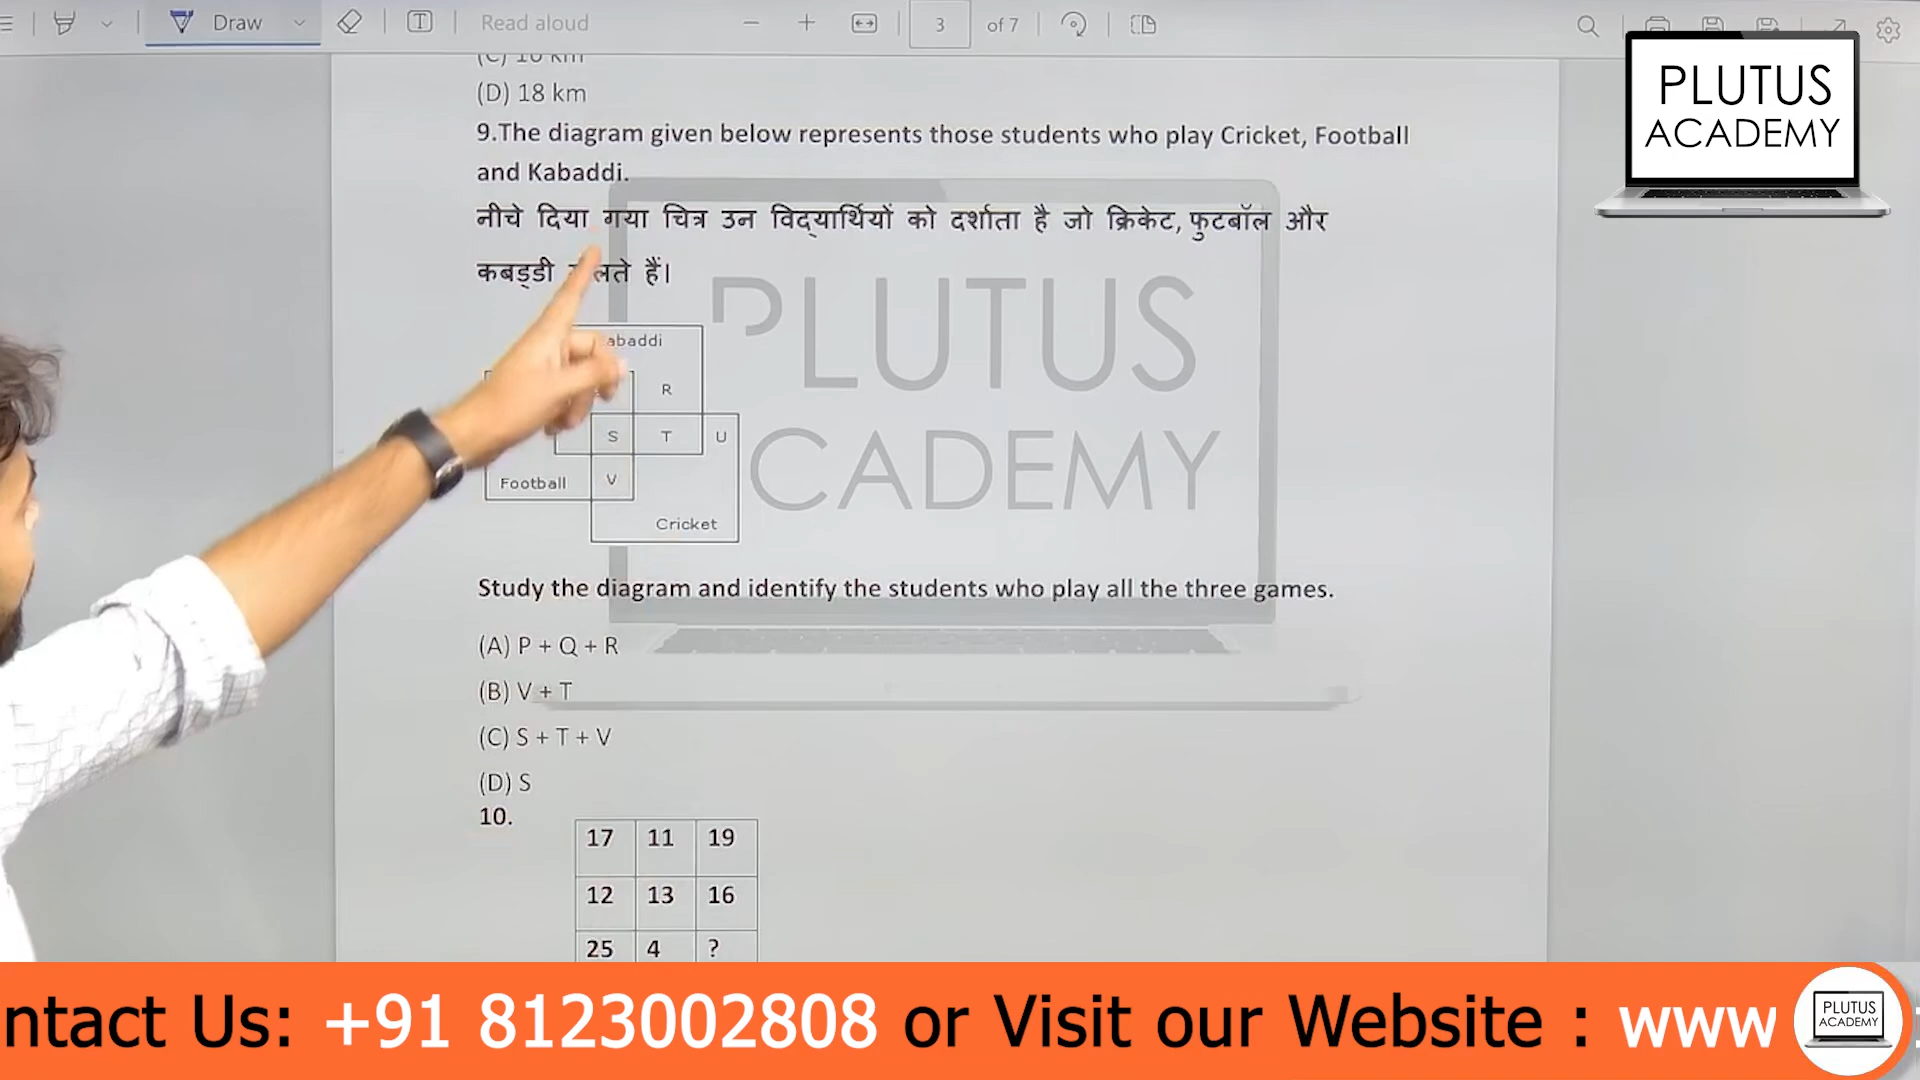 Draw
Read aloud
3
of 7
(C) 16 km
(D) 18 km
9.The diagram given below represents those students who play Cricket, Football
and Kabaddi.
नीचे दिया गया चित्र उन विद्यार्थियों को दर्शाता है जो क्रिकेट, फुटबॉल और
कबड्डी हैं।
R
S T U
Football V
Cricket
Study the diagram and identify the students who play all the three games.
(A) P + Q + R
(B) V + T
(C) S + T + V
(D) S
10.
17 11 19
12 13 16
25 4 ?
PLUTUS
ACADEMY
PLUTUS
CADEMY
ntact Us: +91 8123002808 or Visit our Website : www
PLUTUS
ACADEMY